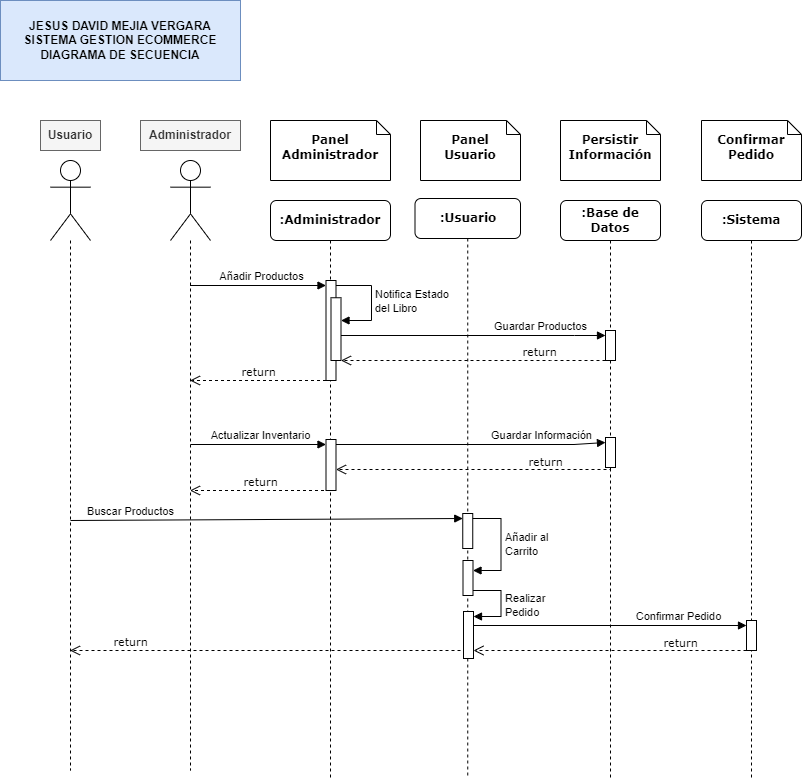 JESUS DAVID MEJIA VERGARA
SISTEMA GESTION ECOMMERCE
DIAGRAMA DE SECUENCIA
Usuario
Administrador
Panel
Administrador
Panel
Usuario
Persistir
Información
Confirmar
Pedido
:Administrador
:Usuario
:Base de
Datos
:Sistema
Añadir Productos
Notifica Estado
del Libro
Guardar Productos
return
return
Actualizar Inventario
Guardar Información
return
return
Buscar Productos
Añadir al
Carrito
Realizar
Pedido
Confirmar Pedido
return
return